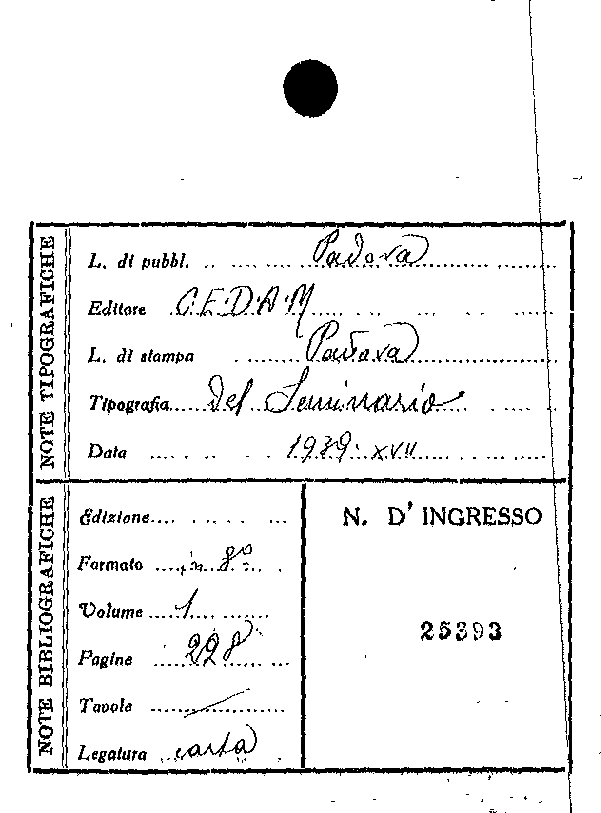 NOTE TIPOGRAFICHE
L. di pubbl. Padova
Editore C.E.D.A.M
L. di stampa Padova
Tipografia del Seminario
Data 1939. XVII
NOTE BIBLIOGRAFICHE
Edizione
Formato in 8°
Volume 1
Pagine 228
Tavole /
Legatura carta
N. D' INGRESSO
25393